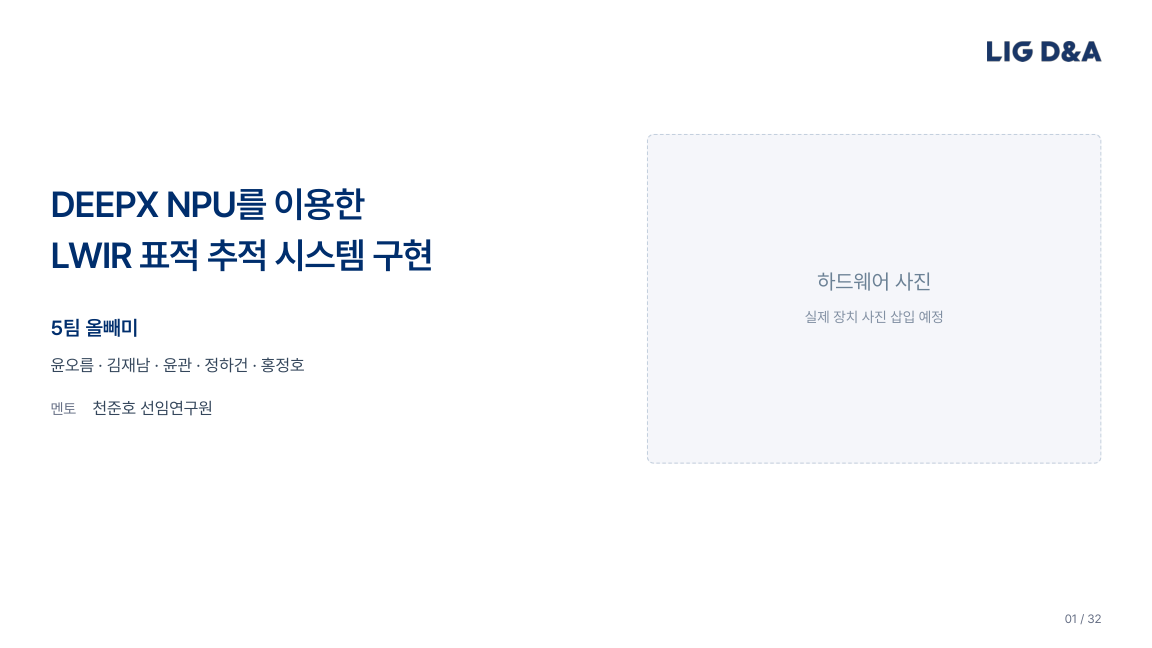 LIG D&A
DEEPX NPU를 이용한
LWIR 표적 추적 시스템 구현
5팀 올빼미
윤오름 · 김재남 · 윤관 · 정하건 · 홍정호
멘토 천준호 선임연구원
하드웨어 사진
실제 장치 사진 삽입 예정
01 / 32